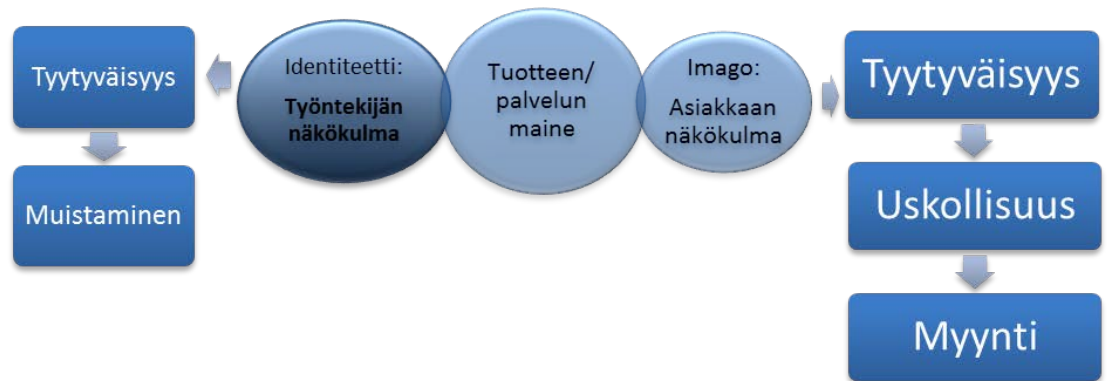 Tyytyväisyys
Muistaminen
Identiteetti:
Työntekijän
näkökulma
Tuotteen/
palvelun
maine
Imago:
Asiakkaan
näkökulma
Tyytyväisyys
Uskollisuus
Myynti